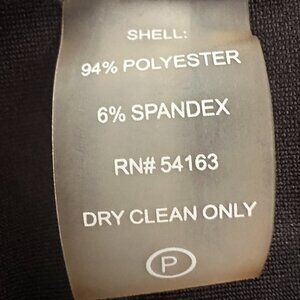 SHELL:
94% POLYESTER
6% SPANDEX
RN# 54163
DRY CLEAN ONLY
P